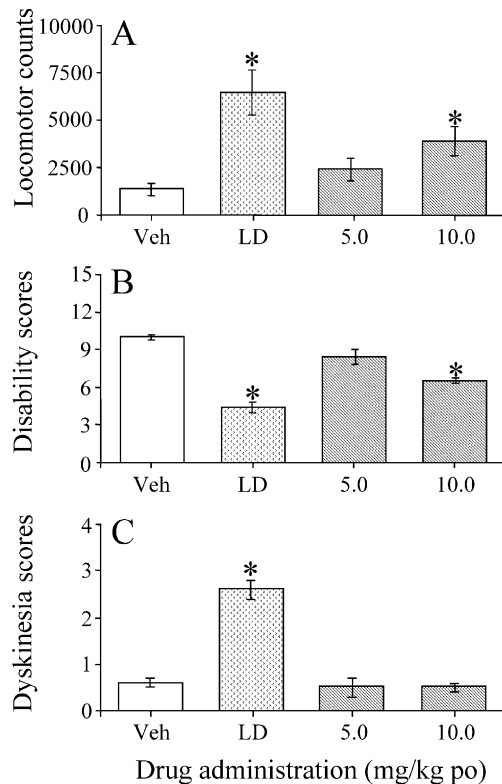 A
Locomotor counts
10000
7500
5000
2500
0
*
*
Veh LD 5.0 10.0
B
Disability scores
15
12
9
6
3
0
*
*
Veh LD 5.0 10.0
C
Dyskinesia scores
4
3
2
1
0
*
Veh LD 5.0 10.0
Drug administration (mg/kg po)